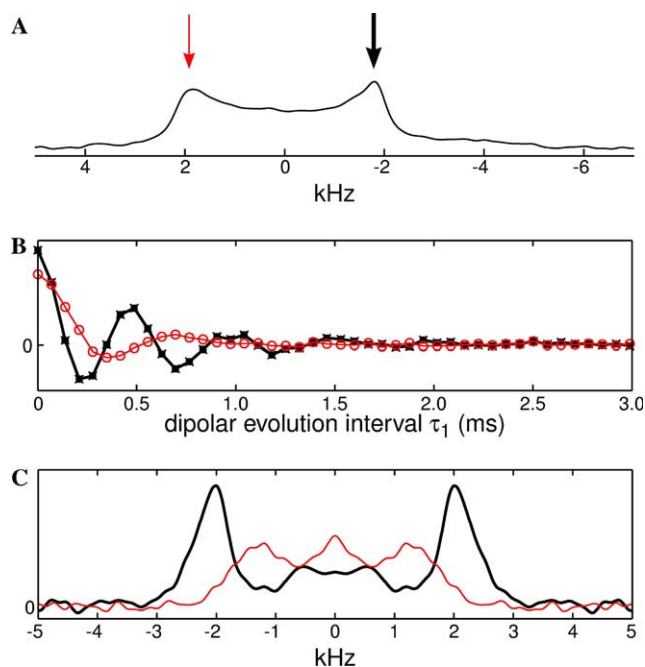 A
4 2 0 -2 -4 -6
kHz
B
0
0 0.5 1.0 1.5 2.0 2.5 3.0
dipolar evolution interval τ1 (ms)
C
0
-5 -4 -3 -2 -1 0 1 2 3 4 5
kHz